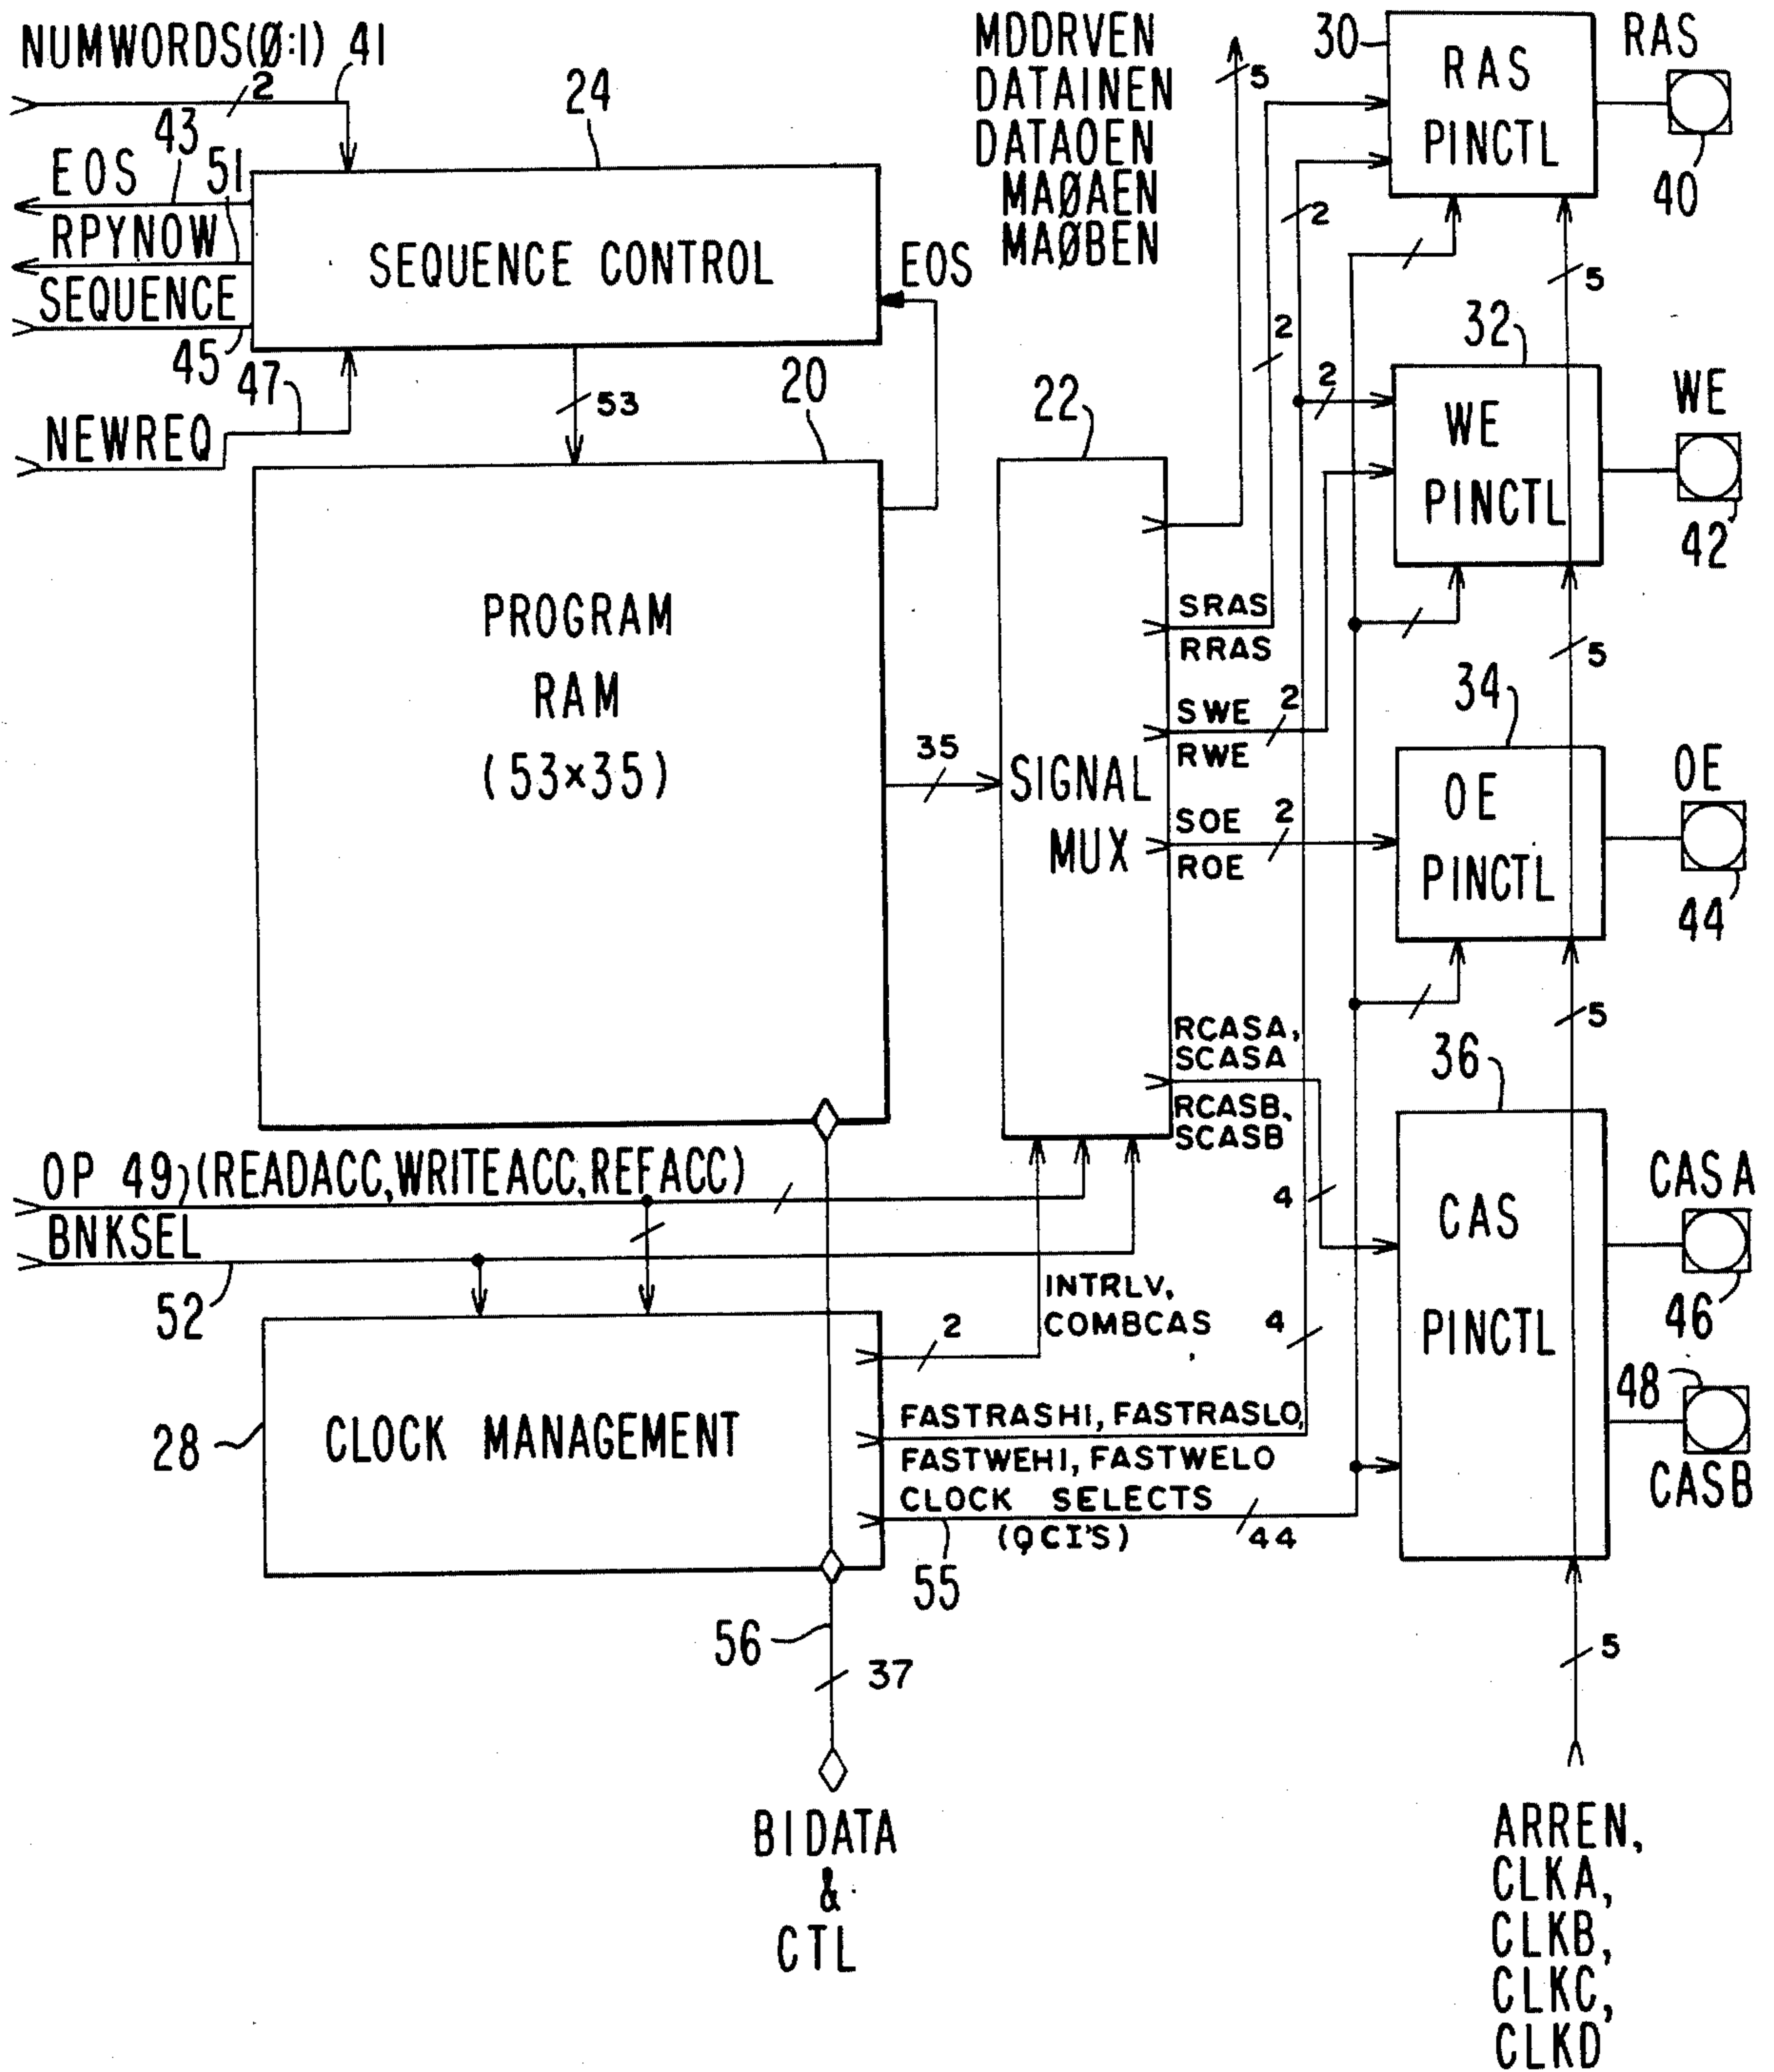 NUMWORDS(Ø:1) 41
2
43
EOS 51
RPYNOW
SEQUENCE
45
47
NEWREQ
24
SEQUENCE CONTROL
EOS
53
20
PROGRAM
RAM
(53×35)
35
22
SIGNAL
MUX
MDDRVEN
DATAINEN
DATAOEN
MAØAEN
MAØBEN
5
2
2
2
SRAS
RRAS
SWE
2
RWE
SOE
2
ROE
RCASA,
SCASA
RCASB,
SCASB
4
4
30
RAS
PINCTL
RAS
40
5
32
WE
PINCTL
WE
42
5
34
OE
PINCTL
OE
44
5
36
CAS
PINCTL
CASA
46
48
CASB
5
OP 49 (READACC,WRITEACC,REFACC)
BNKSEL
52
28
CLOCK MANAGEMENT
2
INTRLV,
COMBCAS
FASTRASHI, FASTRASLO,
FASTWEHI, FASTWELO
CLOCK SELECTS
(QCI'S)
44
55
56
37
BIDATA
&
CTL
ARREN,
CLKA,
CLKB,
CLKC,
CLKD